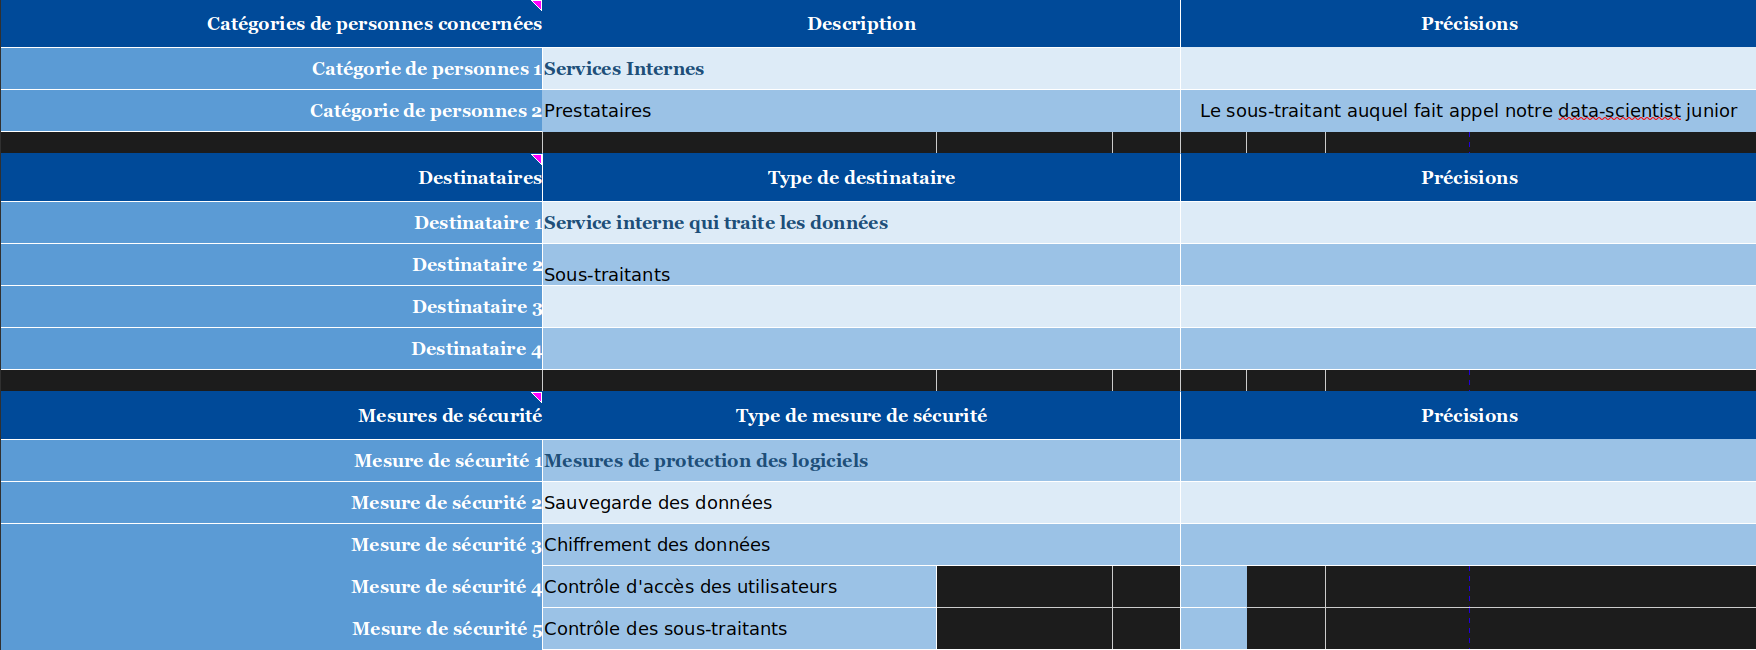 Catégories de personnes concernées Description Précisions
Catégorie de personnes 1 Services Internes
Catégorie de personnes 2 Prestataires Le sous-traitant auquel fait appel notre data-scientist junior
Destinataires Type de destinataire Précisions
Destinataire 1 Service interne qui traite les données
Destinataire 2 Sous-traitants
Destinataire 3
Destinataire 4
Mesures de sécurité Type de mesure de sécurité Précisions
Mesure de sécurité 1 Mesures de protection des logiciels
Mesure de sécurité 2 Sauvegarde des données
Mesure de sécurité 3 Chiffrement des données
Mesure de sécurité 4 Contrôle d'accès des utilisateurs
Mesure de sécurité 5 Contrôle des sous-traitants